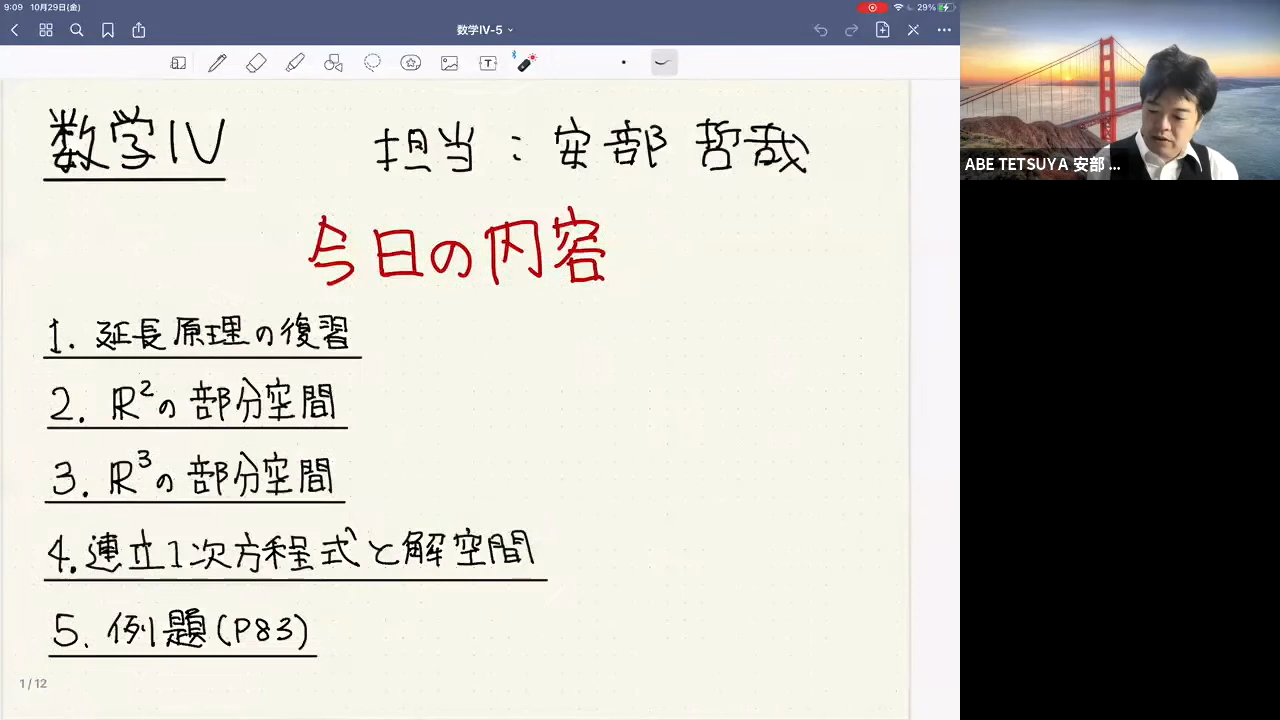 9:09 10月29日(金)
29%
数学IV-5
数学IV 担当：安部 哲哉
今日の内容
1. 延長原理の復習
2. ℝ²の部分空間
3. ℝ³の部分空間
4. 連立1次方程式と解空間
5. 例題(P83)
1 / 12
ABE TETSUYA 安部 ...